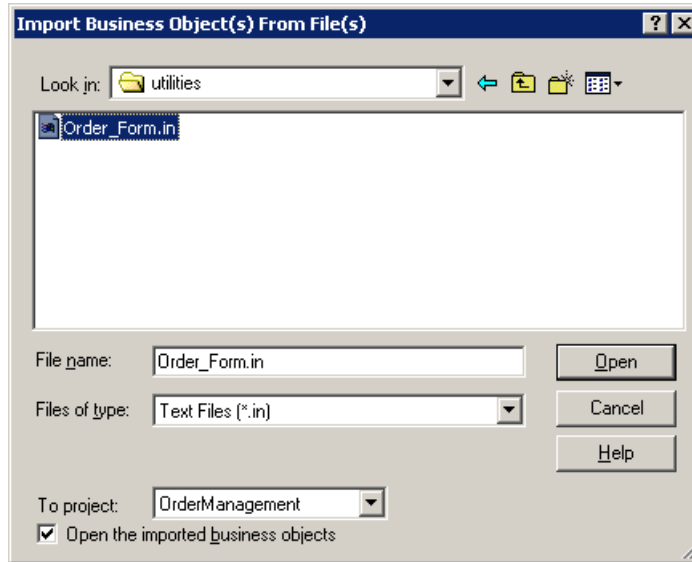 Import Business Object(s) From File(s)
Look in: utilities
Order_Form.in
File name: Order_Form.in Open
Files of type: Text Files (*.in) Cancel
Help
To project: OrderManagement
Open the imported business objects